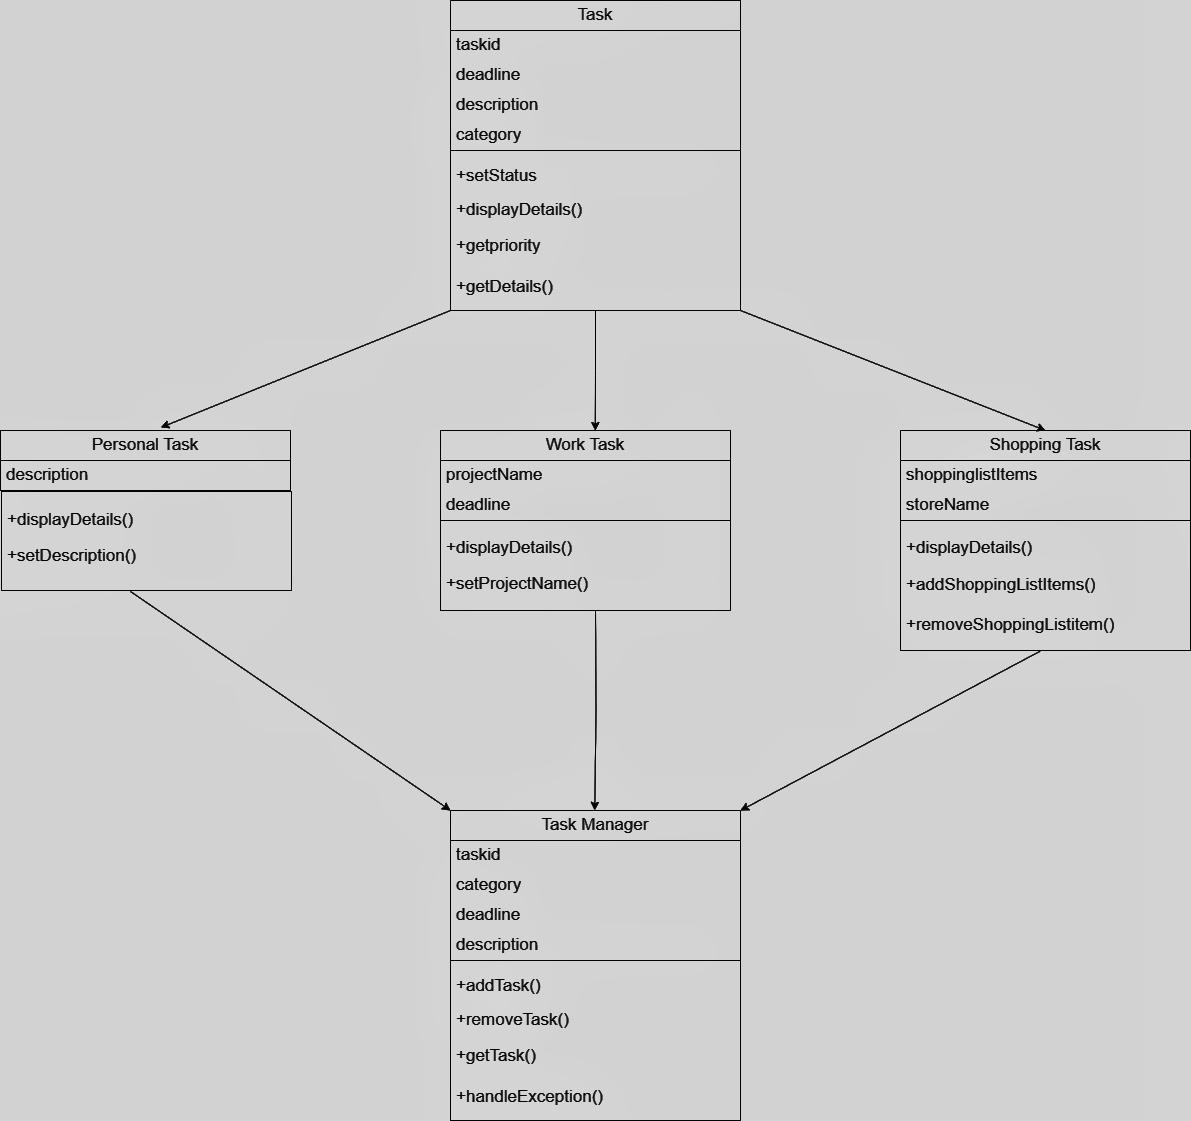 Task
taskid
deadline
description
category
+setStatus
+displayDetails()
+getpriority
+getDetails()
Personal Task
description
+displayDetails()
+setDescription()
Work Task
projectName
deadline
+displayDetails()
+setProjectName()
Shopping Task
shoppinglistItems
storeName
+displayDetails()
+addShoppingListItems()
+removeShoppingListitem()
Task Manager
taskid
category
deadline
description
+addTask()
+removeTask()
+getTask()
+handleException()